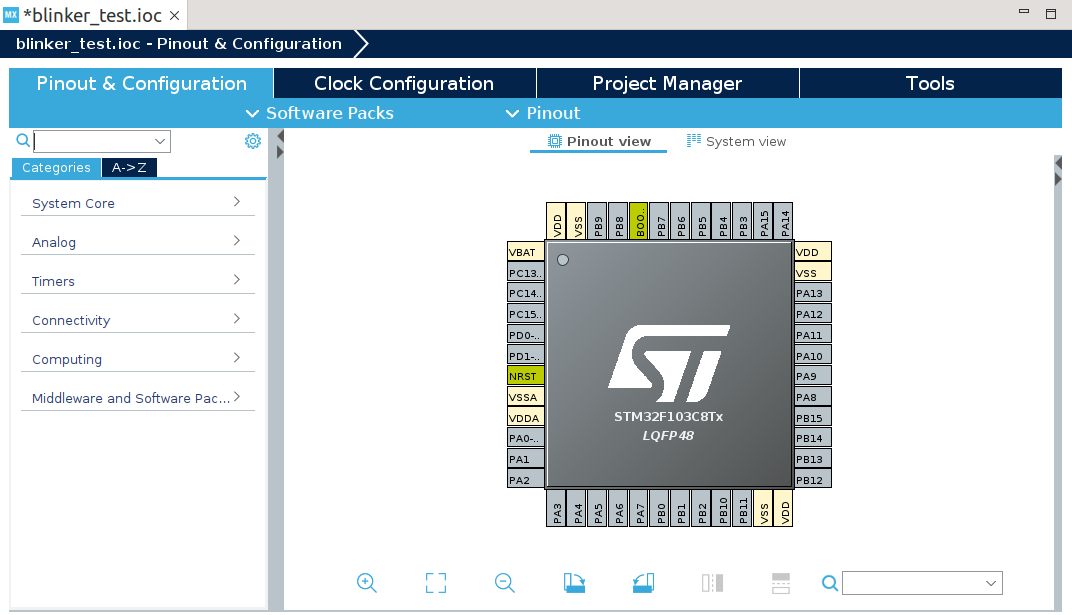 MX *blinker_test.ioc
blinker_test.ioc - Pinout & Configuration
Pinout & Configuration
Clock Configuration
Project Manager
Tools
Software Packs
Pinout
Categories
A->Z
System Core
Analog
Timers
Connectivity
Computing
Middleware and Software Pac...
Pinout view
System view
VDD
VSS
PB9
PB8
BOO..
PB7
PB6
PB5
PB4
PB3
PA15
PA14
VBAT
PC13..
PC14..
PC15..
PD0-..
PD1-..
NRST
VSSA
VDDA
PA0-..
PA1
PA2
VDD
VSS
PA13
PA12
PA11
PA10
PA9
PA8
PB15
PB14
PB13
PB12
ST
STM32F103C8Tx
LQFP48
PA3
PA4
PA5
PA6
PA7
PB0
PB1
PB2
PB10
PB11
VSS
VDD